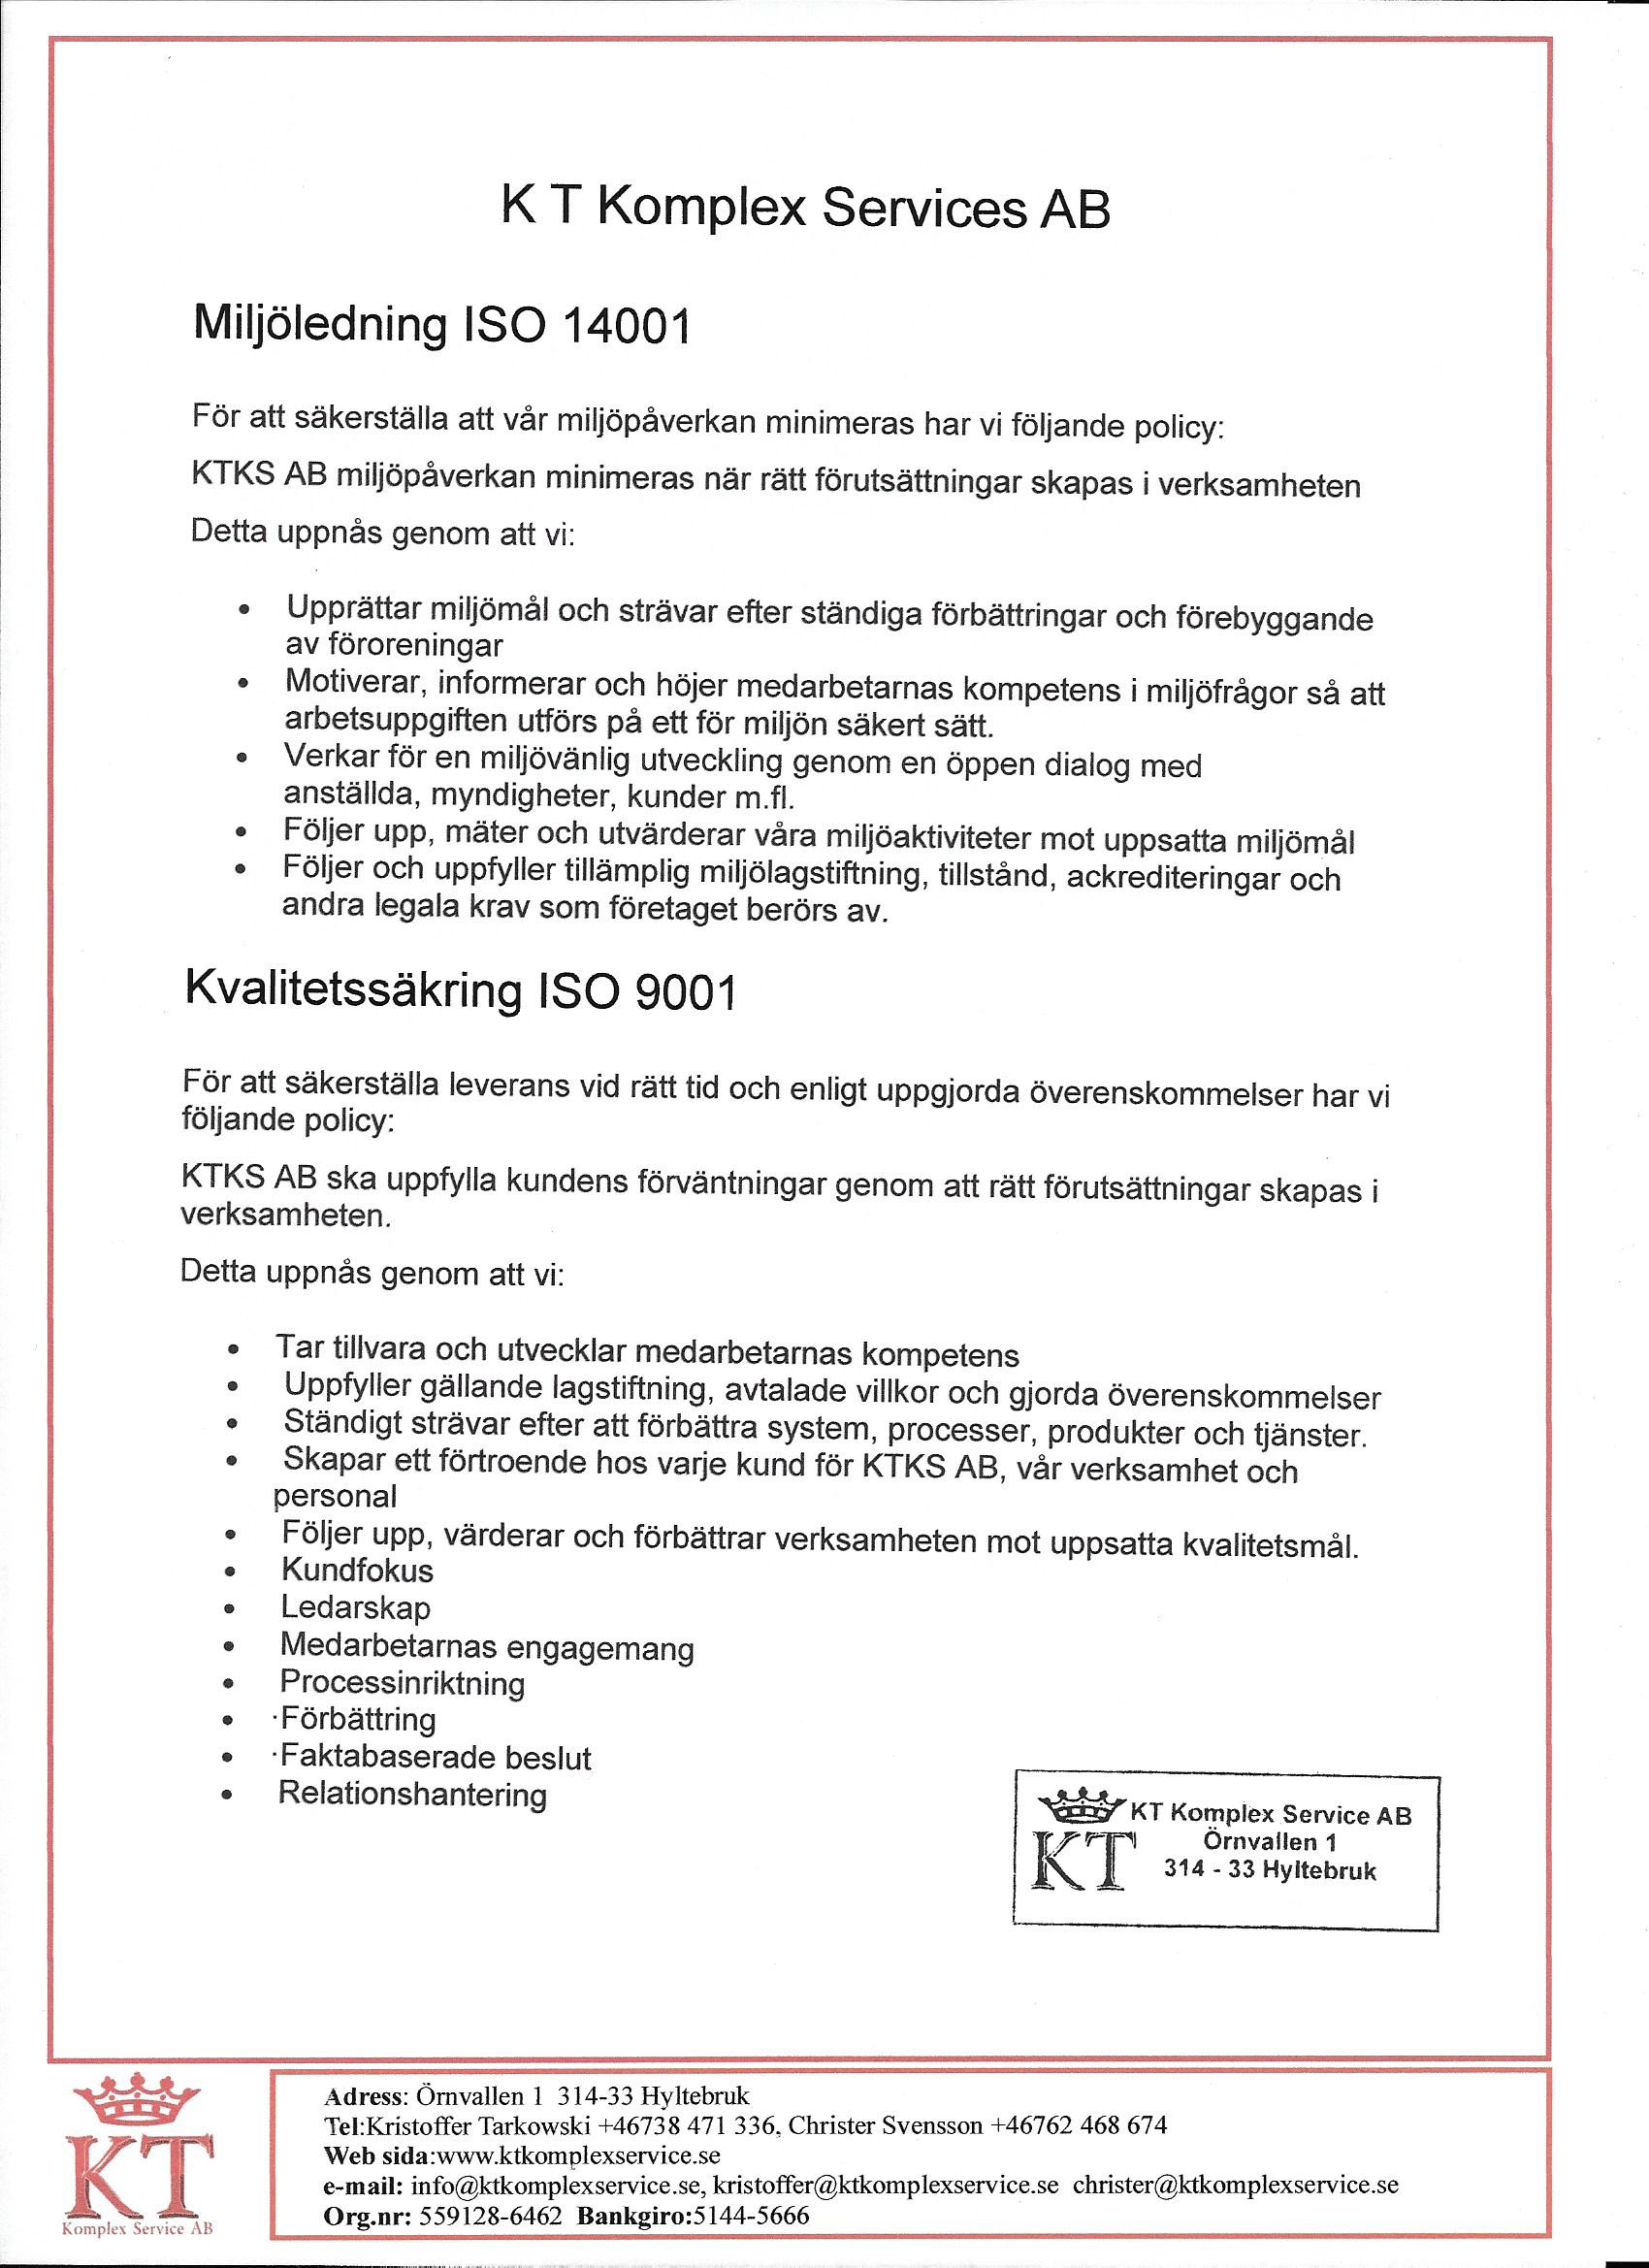 K T Komplex Services AB
Miljöledning ISO 14001
För att säkerställa att vår miljöpåverkan minimeras har vi följande policy:
KTKS AB miljöpåverkan minimeras när rätt förutsättningar skapas i verksamheten
Detta uppnås genom att vi:
• Upprättar miljömål och strävar efter ständiga förbättringar och förebyggande
av föroreningar
• Motiverar, informerar och höjer medarbetarnas kompetens i miljöfrågor så att
arbetsuppgiften utförs på ett för miljön säkert sätt.
• Verkar för en miljövänlig utveckling genom en öppen dialog med
anställda, myndigheter, kunder m.fl.
• Följer upp, mäter och utvärderar våra miljöaktiviteter mot uppsatta miljömål
• Följer och uppfyller tillämplig miljölagstiftning, tillstånd, ackrediteringar och
andra legala krav som företaget berörs av.
Kvalitetssäkring ISO 9001
För att säkerställa leverans vid rätt tid och enligt uppgjorda överenskommelser har vi
följande policy:
KTKS AB ska uppfylla kundens förväntningar genom att rätt förutsättningar skapas i
verksamheten.
Detta uppnås genom att vi:
• Tar tillvara och utvecklar medarbetarnas kompetens
• Uppfyller gällande lagstiftning, avtalade villkor och gjorda överenskommelser
• Ständigt strävar efter att förbättra system, processer, produkter och tjänster.
• Skapar ett förtroende hos varje kund för KTKS AB, vår verksamhet och
personal
• Följer upp, värderar och förbättrar verksamheten mot uppsatta kvalitetsmål.
• Kundfokus
• Ledarskap
• Medarbetarnas engagemang
• Processinriktning
• ·Förbättring
• ·Faktabaserade beslut
• Relationshantering
KT Komplex Service AB
Örnvallen 1
KT 314 - 33 Hyltebruk
Adress: Örnvallen 1 314-33 Hyltebruk
Tel:Kristoffer Tarkowski +46738 471 336, Christer Svensson +46762 468 674
Web sida:www.ktkomplexservice.se
e-mail: info@ktkomplexservice.se, kristoffer@ktkomplexservice.se christer@ktkomplexservice.se
Org.nr: 559128-6462 Bankgiro:5144-5666
KT
Komplex Service AB